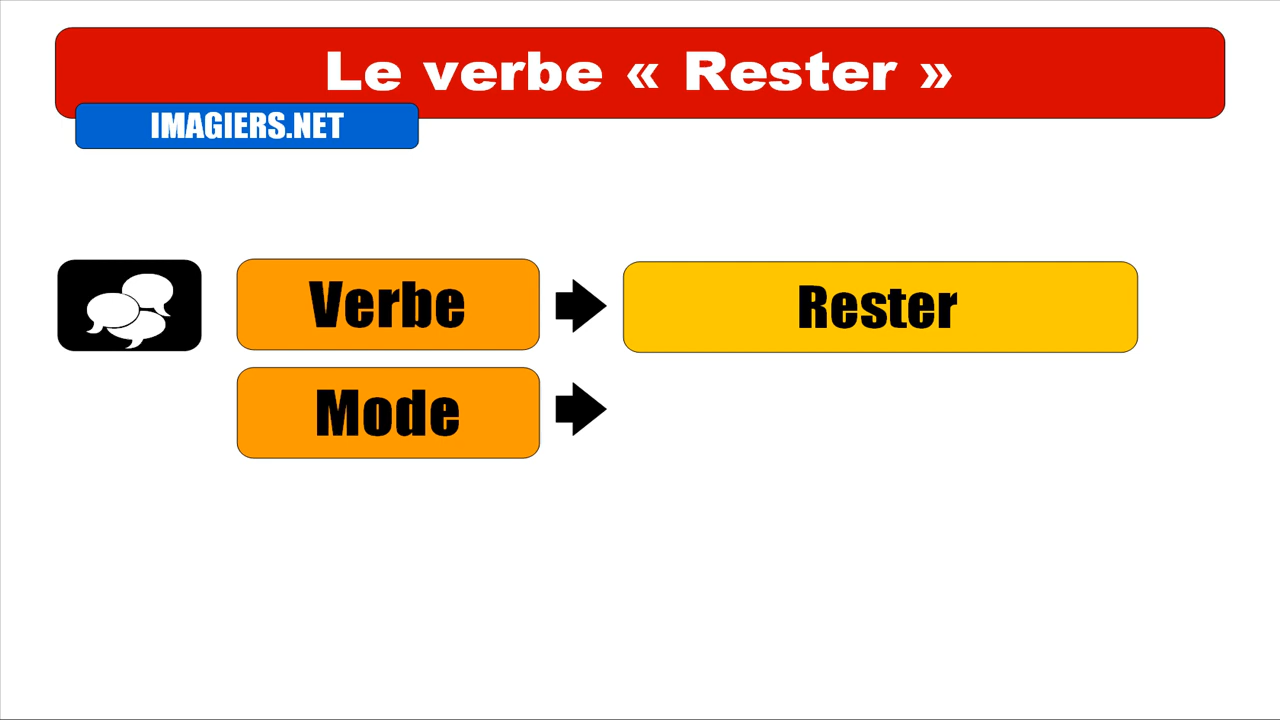 Le verbe « Rester »
IMAGIERS.NET
Verbe
Rester
Mode